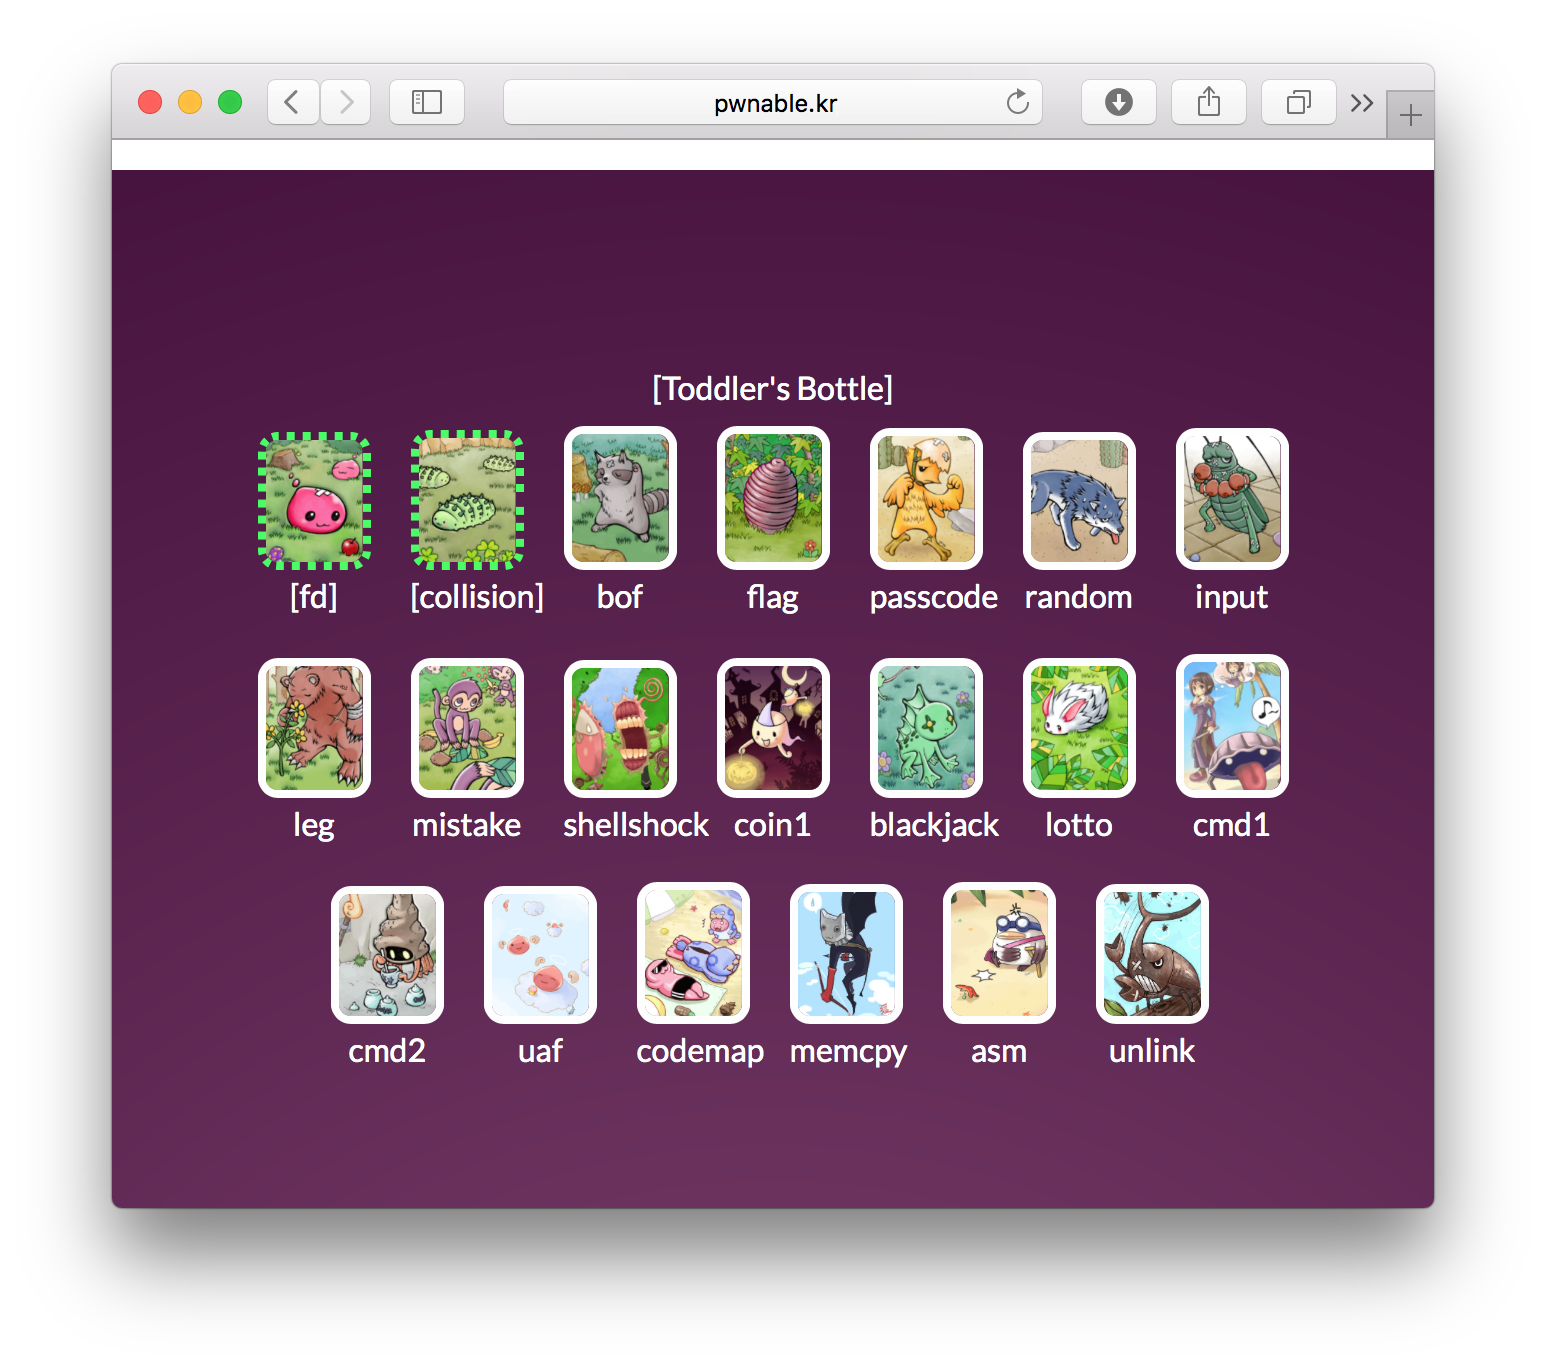 pwnable.kr
[Toddler's Bottle]
[fd] [collision] bof flag passcode random input
leg mistake shellshock coin1 blackjack lotto cmd1
cmd2 uaf codemap memcpy asm unlink